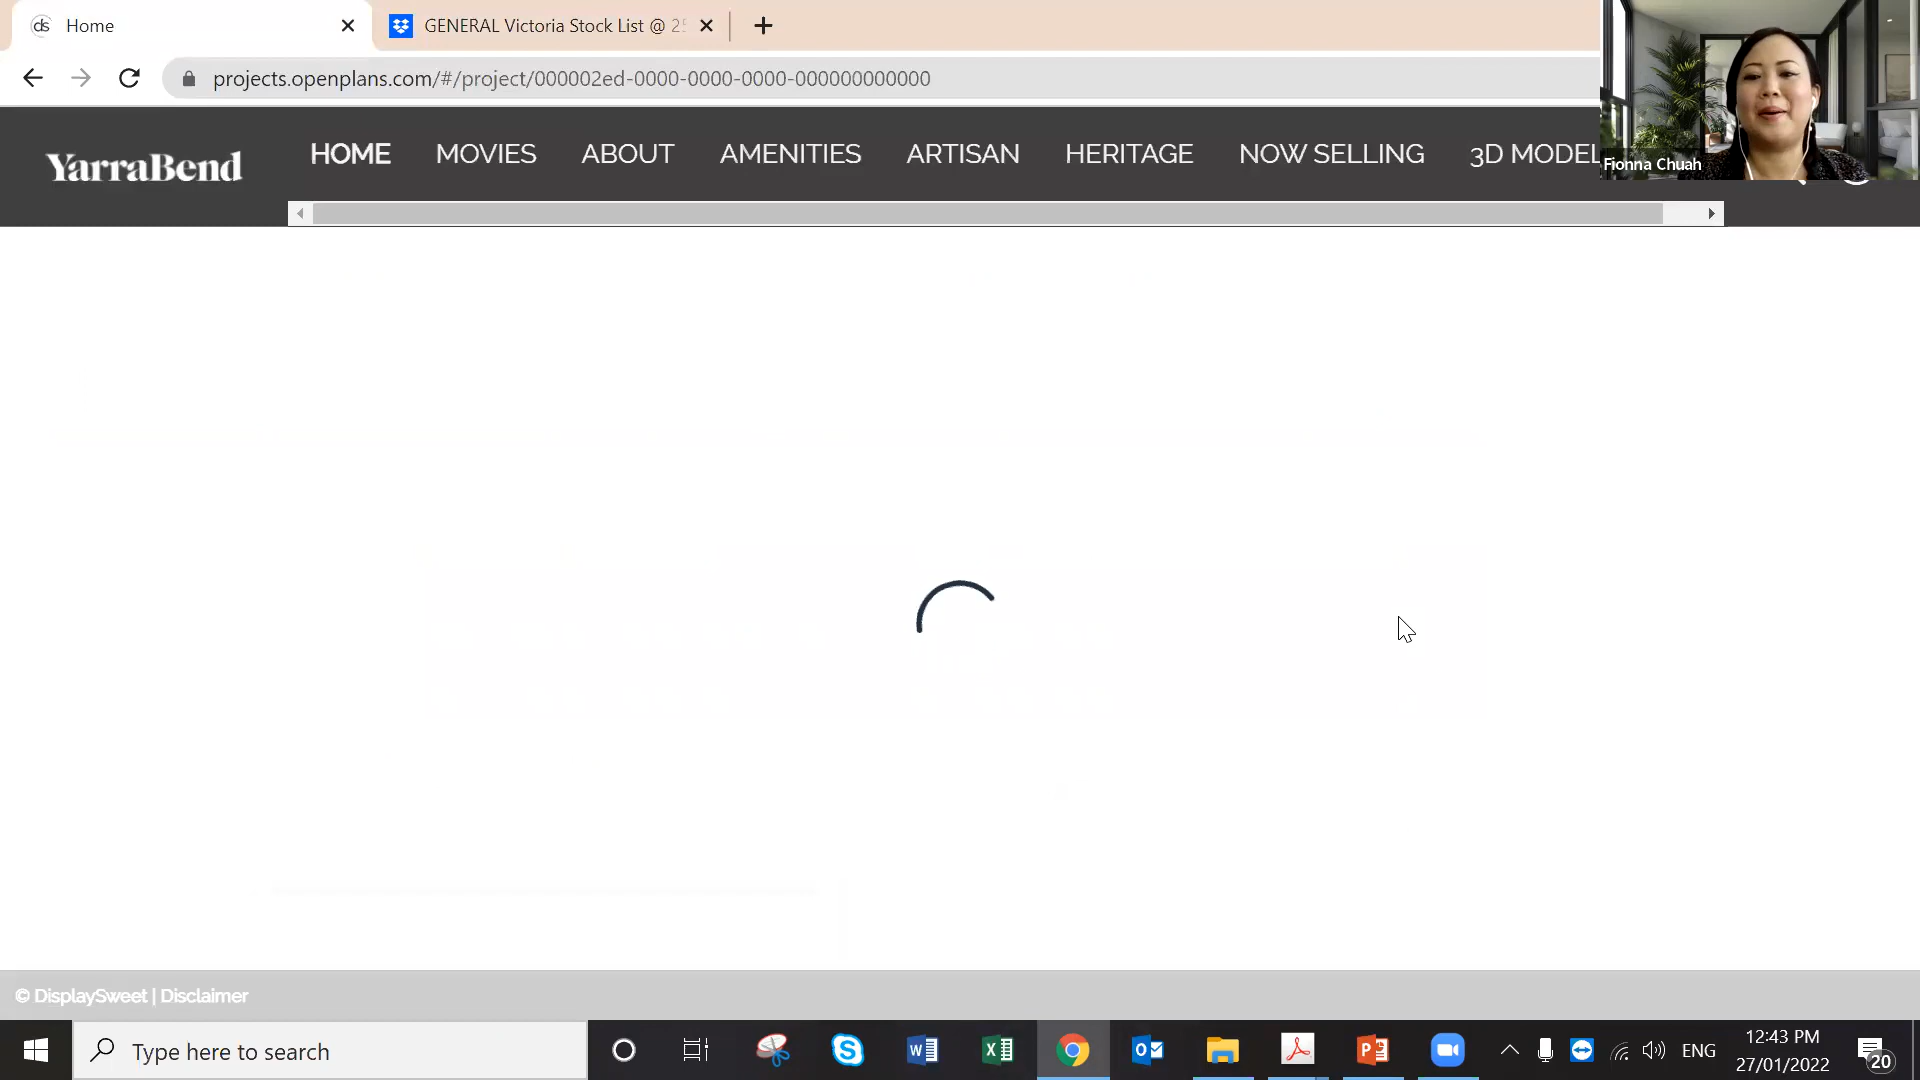 Home
GENERAL Victoria Stock List @ 2
projects.openplans.com/#/project/000002ed-0000-0000-0000-000000000000
YarraBend
HOME
MOVIES
ABOUT
AMENITIES
ARTISAN
HERITAGE
NOW SELLING
3D MODEL
Fionna Chuah
© DisplaySweet | Disclaimer
Type here to search
ENG
12:43 PM
27/01/2022
20